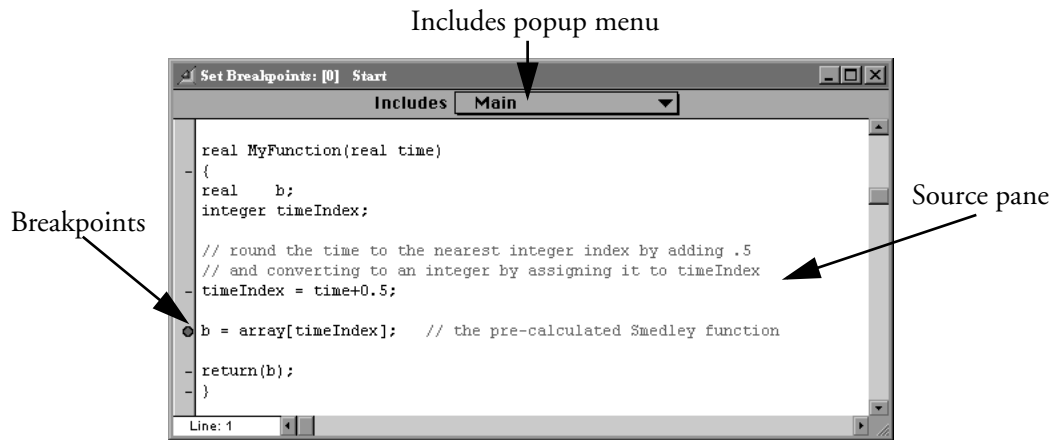 Includes popup menu
Set Breakpoints: [0] Start
Includes Main
real MyFunction(real time)
{
real b;
integer timeIndex;
// round the time to the nearest integer index by adding .5
// and converting to an integer by assigning it to timeIndex
timeIndex = time+0.5;
b = array[timeIndex]; // the pre-calculated Smedley function
return(b);
}
Line: 1
Breakpoints
Source pane